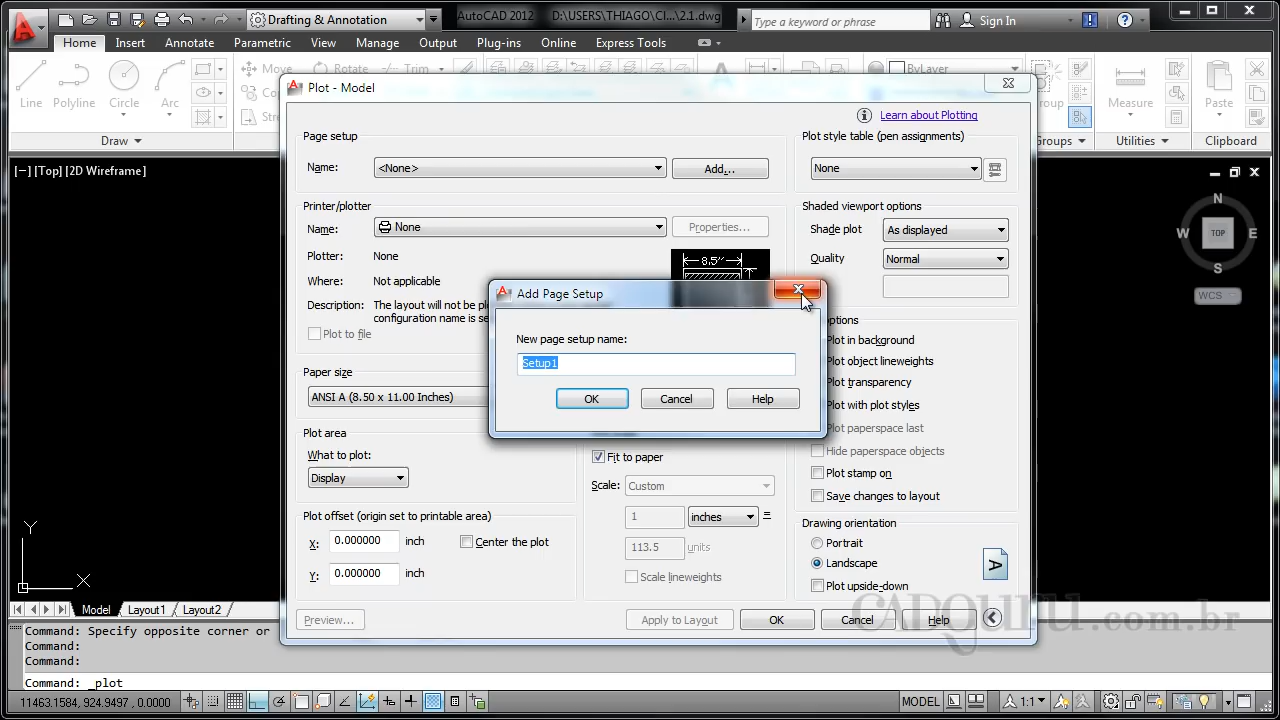 Drafting & Annotation
AutoCAD 2012 D:\USERS\THIAGO\CI...\2.1.dwg
Type a keyword or phrase
Sign In
Home Insert Annotate Parametric View Manage Output Plug-ins Online Express Tools
Move Rotate Trim ByLayer
Line Polyline Circle Arc
Measure Paste
Draw Utilities Clipboard
Plot - Model
Learn about Plotting
Page setup
Name: <None> Add...
Plot style table (pen assignments)
None
Printer/plotter
Name: None Properties...
Plotter: None
Where: Not applicable
Description: The layout will not be pl
configuration name is se
Plot to file
8.5"
Shaded viewport options
Shade plot As displayed
Quality Normal
[−][Top][2D Wireframe]
N
W TOP E
S
WCS
Add Page Setup
New page setup name:
Setup1
OK Cancel Help
Paper size
ANSI A (8.50 x 11.00 Inches)
Plot area
What to plot:
Display
Fit to paper
Scale: Custom
1 inches =
113.5 units
Scale lineweights
Plot offset (origin set to printable area)
X: 0.000000 inch Center the plot
Y: 0.000000 inch
ptions
Plot in background
Plot object lineweights
Plot transparency
Plot with plot styles
Plot paperspace last
Hide paperspace objects
Plot stamp on
Save changes to layout
Drawing orientation
Portrait
Landscape
Plot upside-down
A
Preview... Apply to Layout OK Cancel Help
Y
X
Model Layout1 Layout2
CADguru.com.br
Command: Specify opposite corner or
Command:
Command:
Command: _plot
11463.1584, 924.9497, 0.0000
MODEL 1:1